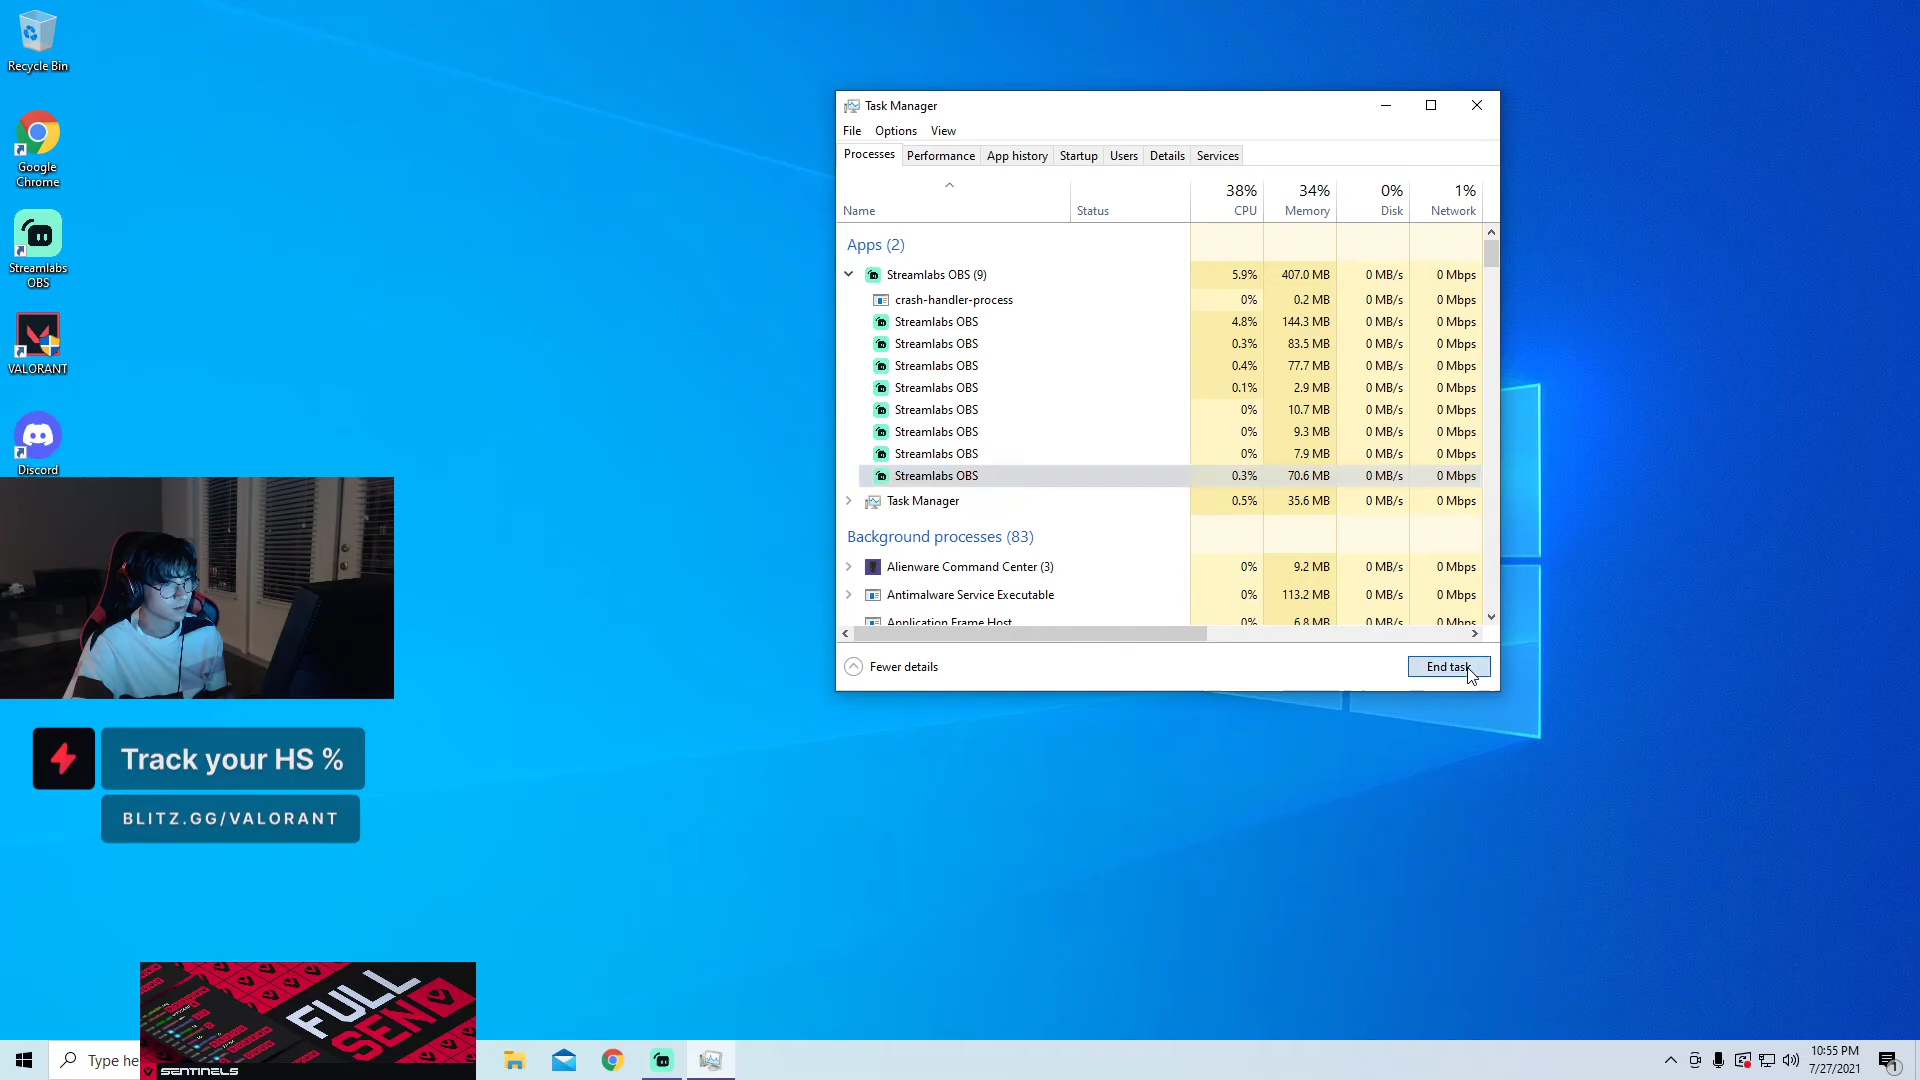 Recycle Bin
Google
Chrome
Streamlabs
OBS
VALORANT
Discord
Task Manager
File Options View
Processes Performance App history Startup Users Details Services
38% 34% 0% 1%
Name Status CPU Memory Disk Network
Apps (2)
Streamlabs OBS (9) 5.9% 407.0 MB 0 MB/s 0 Mbps
crash-handler-process 0% 0.2 MB 0 MB/s 0 Mbps
Streamlabs OBS 4.8% 144.3 MB 0 MB/s 0 Mbps
Streamlabs OBS 0.3% 83.5 MB 0 MB/s 0 Mbps
Streamlabs OBS 0.4% 77.7 MB 0 MB/s 0 Mbps
Streamlabs OBS 0.1% 2.9 MB 0 MB/s 0 Mbps
Streamlabs OBS 0% 10.7 MB 0 MB/s 0 Mbps
Streamlabs OBS 0% 9.3 MB 0 MB/s 0 Mbps
Streamlabs OBS 0% 7.9 MB 0 MB/s 0 Mbps
Streamlabs OBS 0.3% 70.6 MB 0 MB/s 0 Mbps
Task Manager 0.5% 35.6 MB 0 MB/s 0 Mbps
Background processes (83)
Alienware Command Center (3) 0% 9.2 MB 0 MB/s 0 Mbps
Antimalware Service Executable 0% 113.2 MB 0 MB/s 0 Mbps
Application Frame Host 0% 6.8 MB 0 MB/s 0 Mbps
Fewer details End task
Track your HS %
BLITZ.GG/VALORANT
FULL
SEND
SENTINELS
Type he
10:55 PM
7/27/2021
1